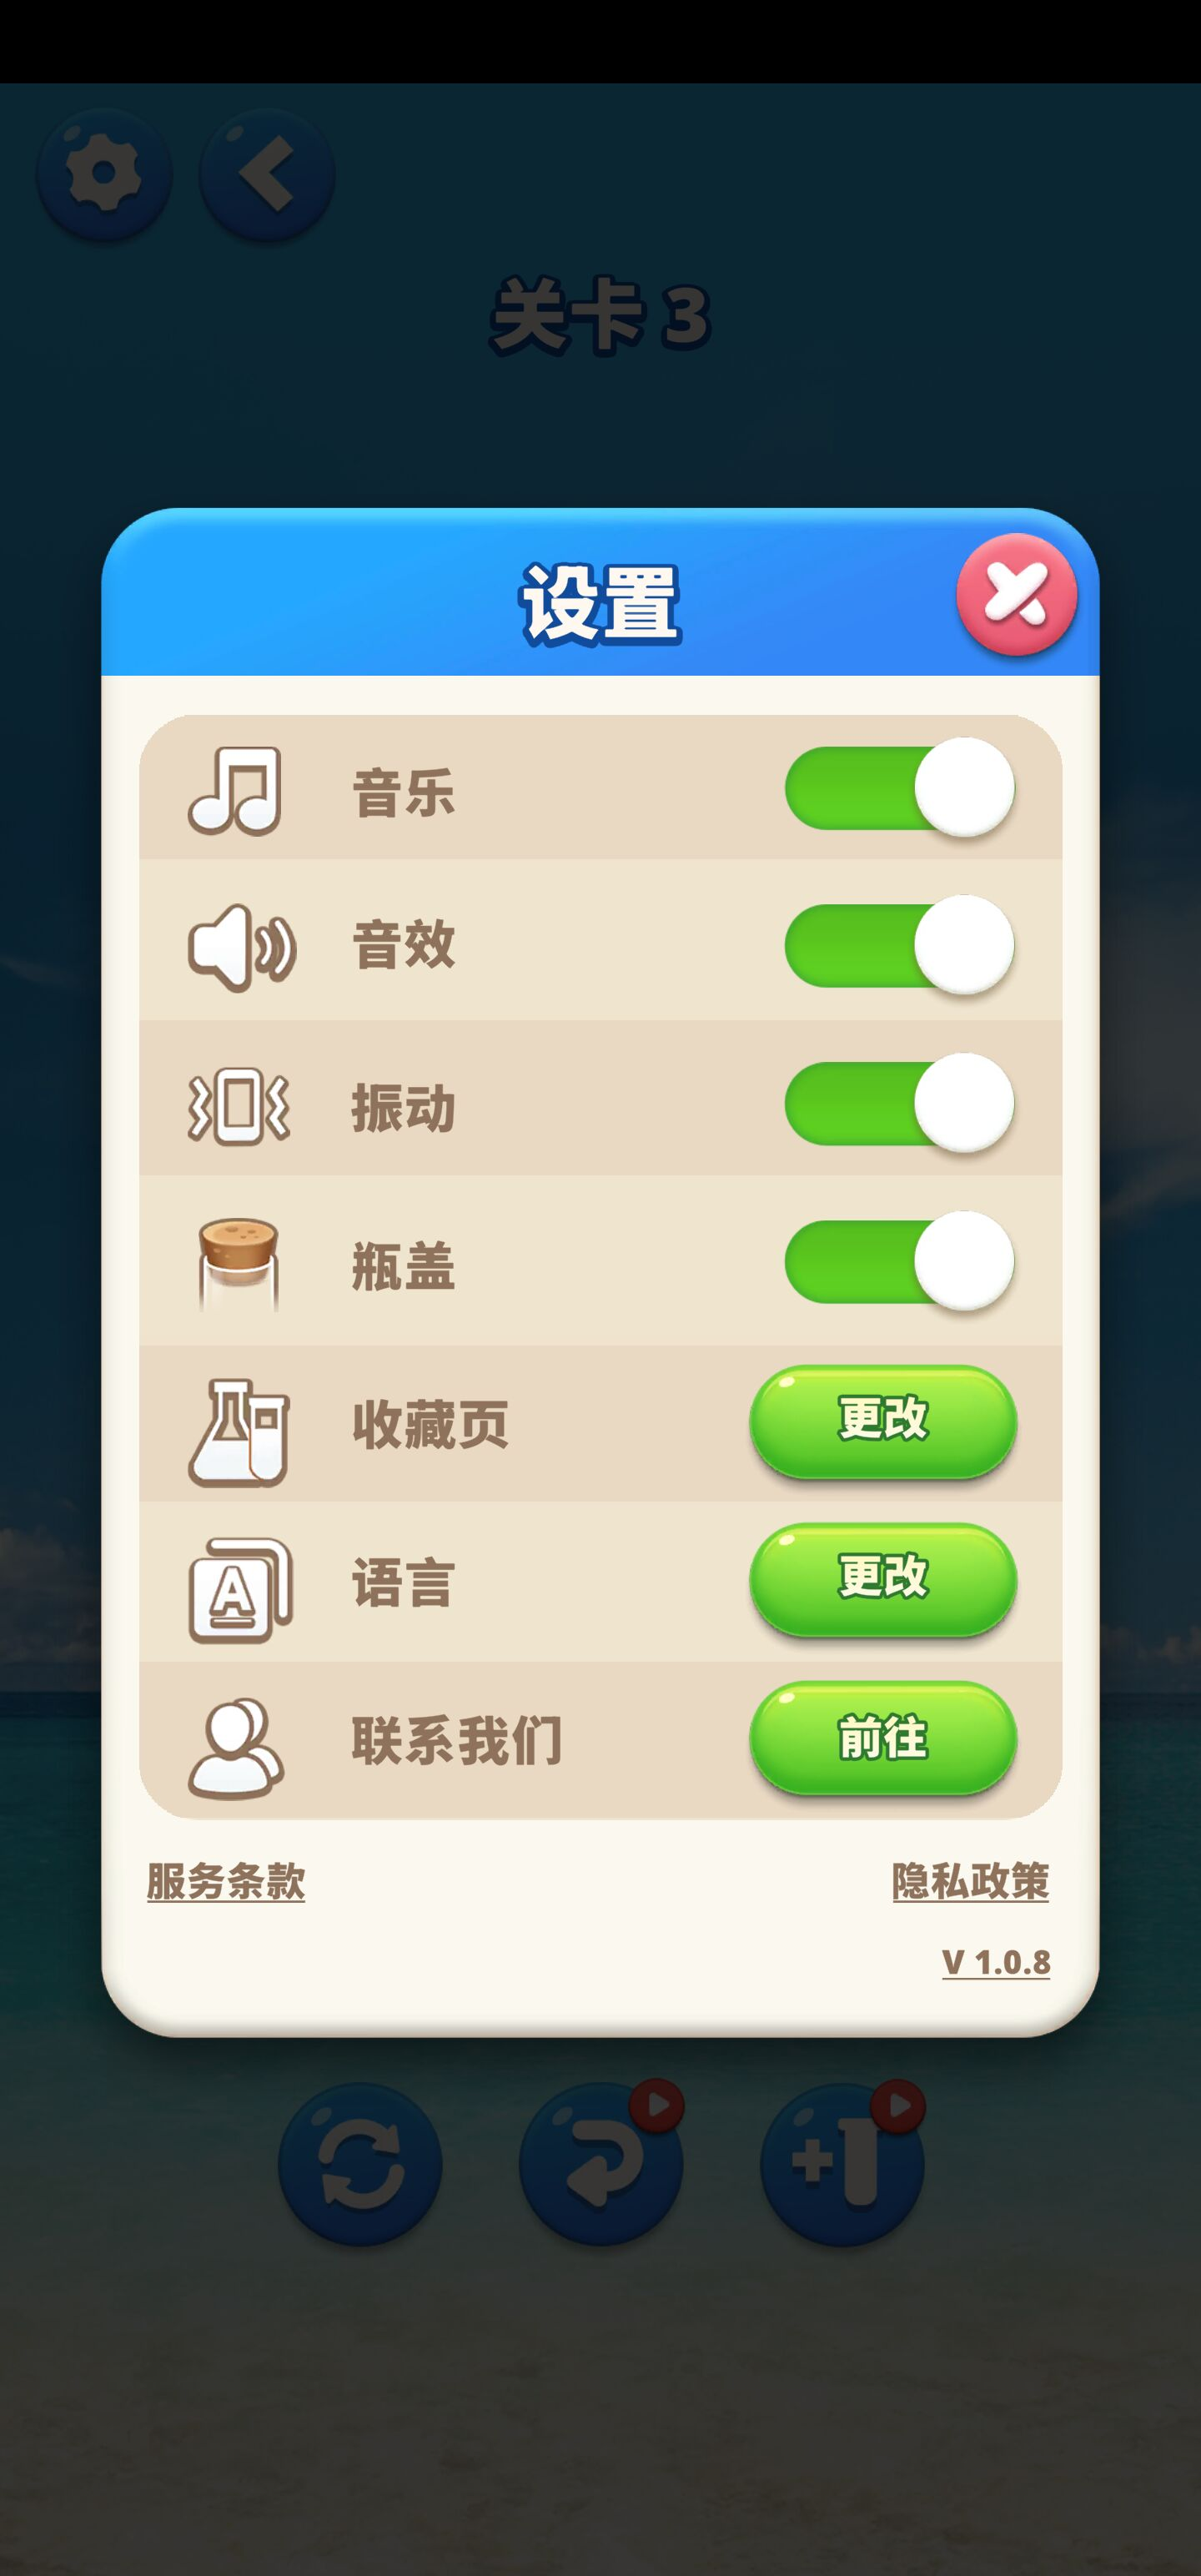 关卡 3
设置
音乐
音效
振动
瓶盖
收藏页 更改
语言 更改
联系我们 前往
服务条款 隐私政策
V 1.0.8